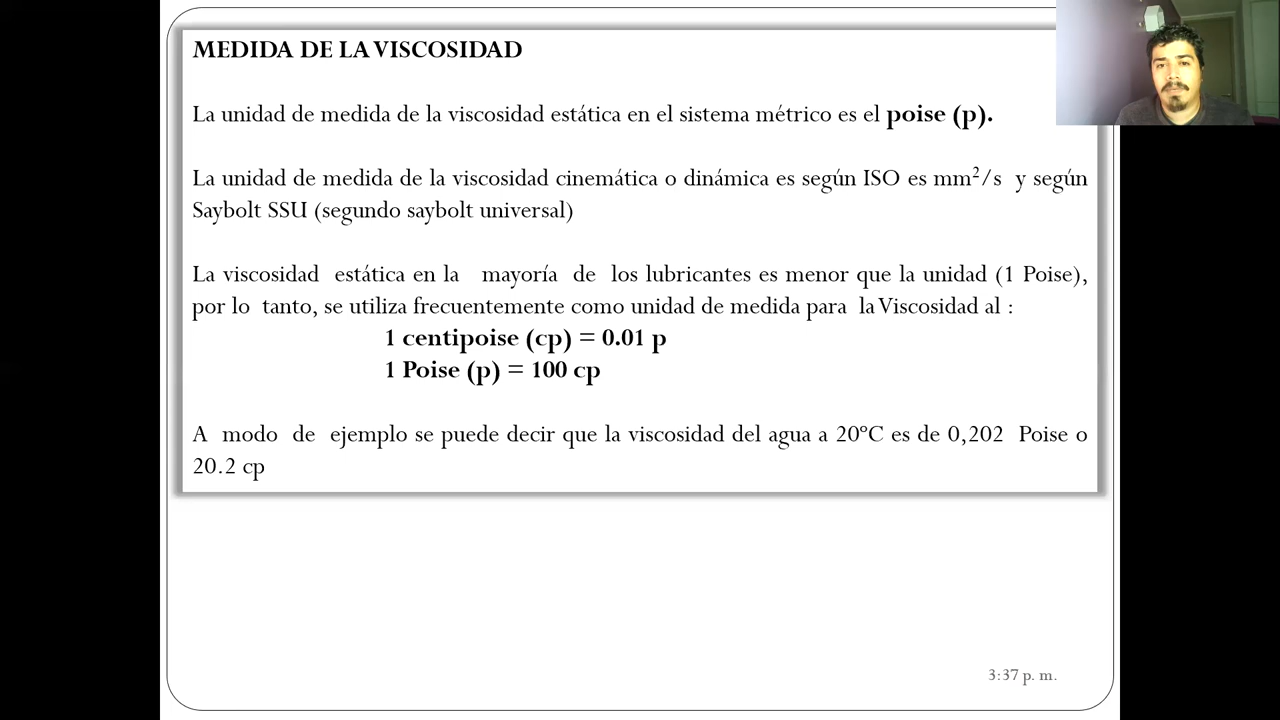 MEDIDA DE LA VISCOSIDAD
La unidad de medida de la viscosidad estática en el sistema métrico es el poise (p).
La unidad de medida de la viscosidad cinemática o dinámica es según ISO es mm²/s y según
Saybolt SSU (segundo saybolt universal)
La viscosidad estática en la mayoría de los lubricantes es menor que la unidad (1 Poise),
por lo tanto, se utiliza frecuentemente como unidad de medida para la Viscosidad al :
1 centipoise (cp) = 0.01 p
1 Poise (p) = 100 cp
A modo de ejemplo se puede decir que la viscosidad del agua a 20ºC es de 0,202 Poise o
20.2 cp
3:37 p. m.